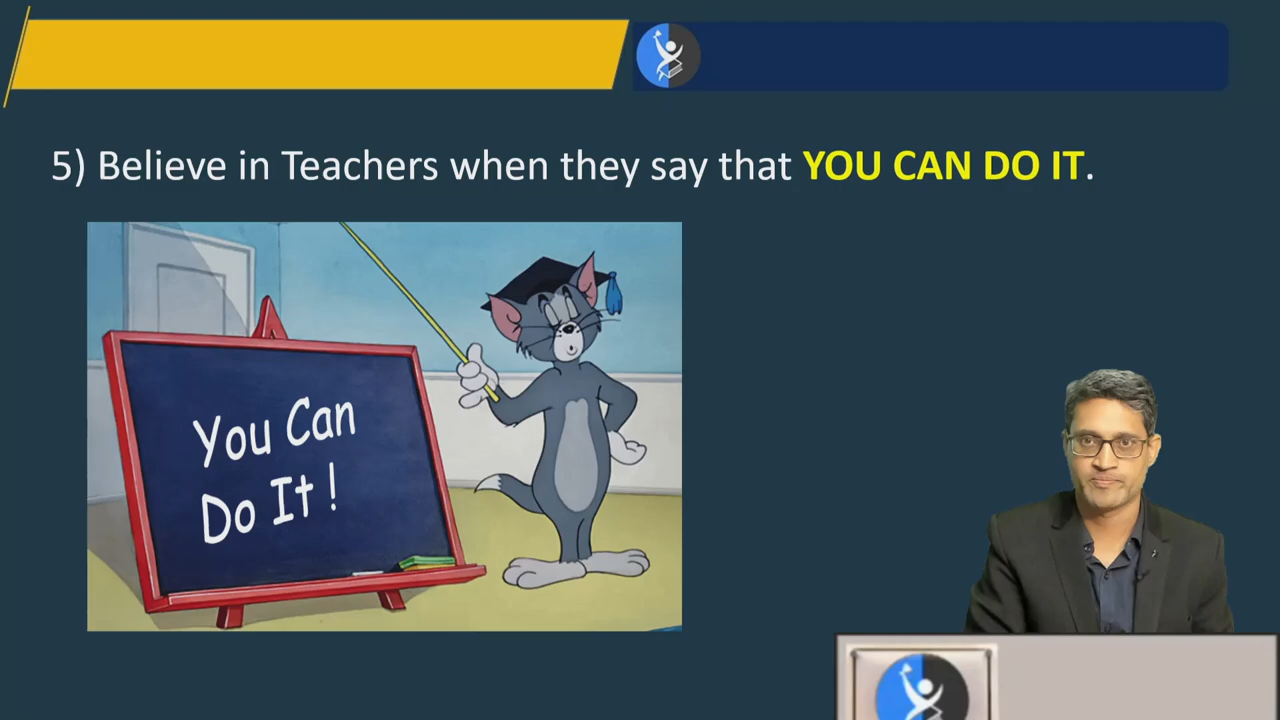 5) Believe in Teachers when they say that YOU CAN DO IT.
You Can
Do It !